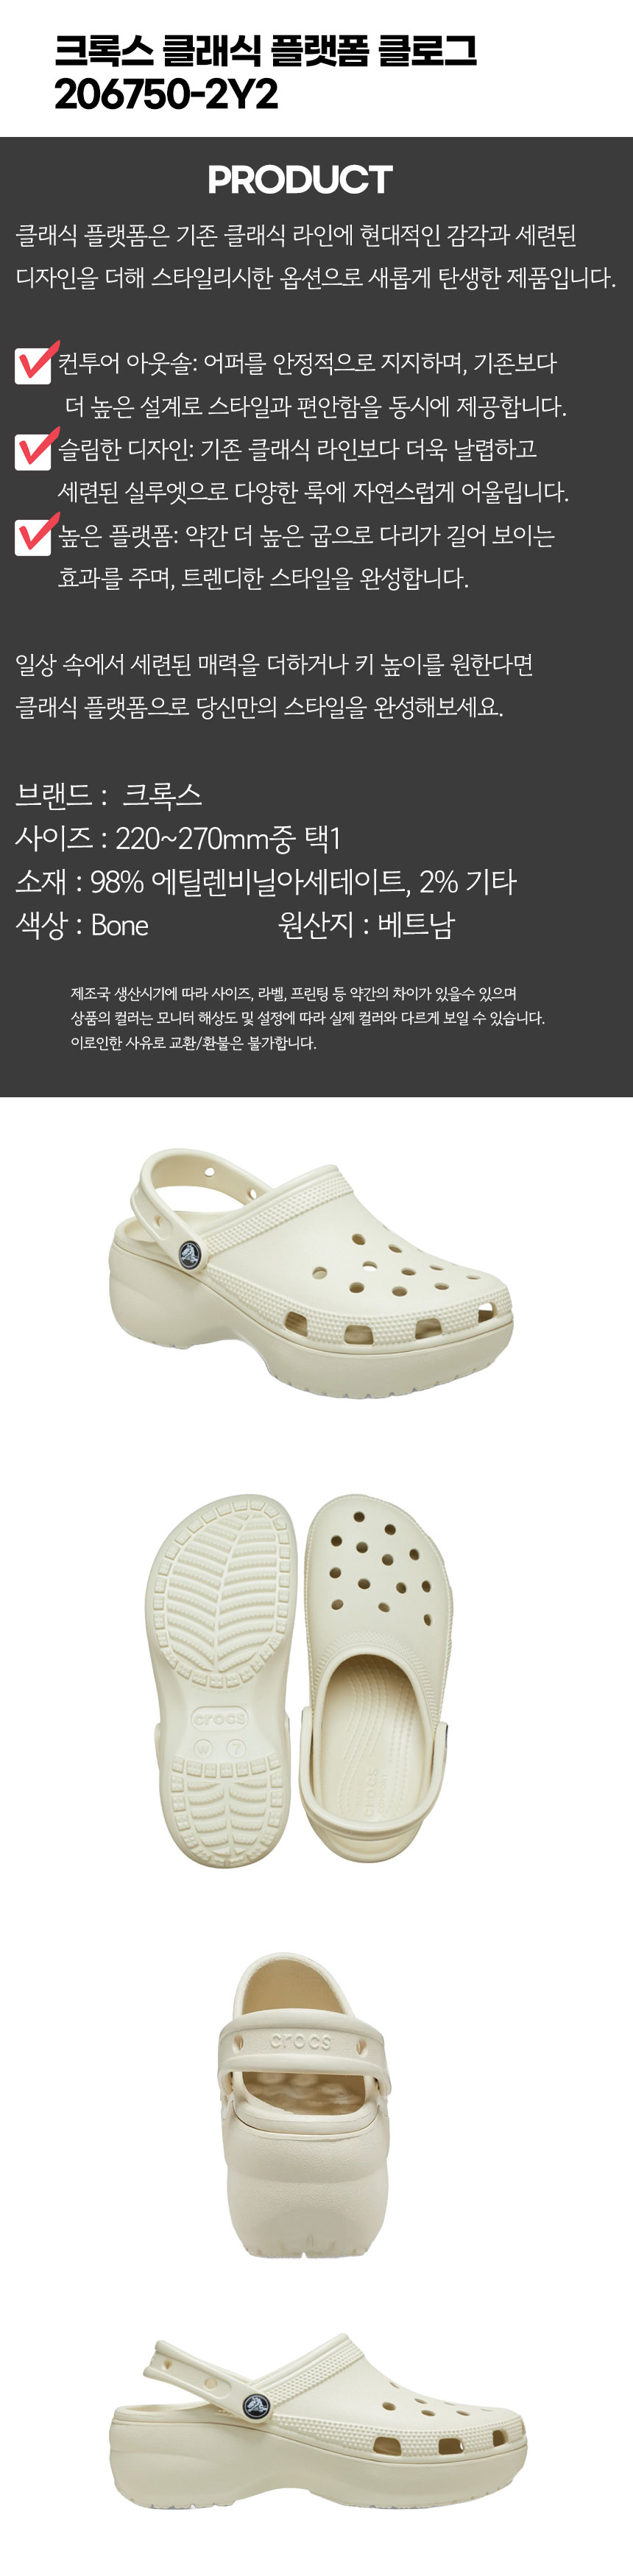 크록스 클래식 플랫폼 클로그
206750-2Y2
PRODUCT
클래식 플랫폼은 기존 클래식 라인에 현대적인 감각과 세련된
디자인을 더해 스타일리시한 옵션으로 새롭게 탄생한 제품입니다.
컨투어 아웃솔: 어퍼를 안정적으로 지지하며, 기존보다
더 높은 설계로 스타일과 편안함을 동시에 제공합니다.
슬림한 디자인: 기존 클래식 라인보다 더욱 날렵하고
세련된 실루엣으로 다양한 룩에 자연스럽게 어울립니다.
높은 플랫폼: 약간 더 높은 굽으로 다리가 길어 보이는
효과를 주며, 트렌디한 스타일을 완성합니다.
일상 속에서 세련된 매력을 더하거나 키 높이를 원한다면
클래식 플랫폼으로 당신만의 스타일을 완성해보세요.
브랜드 : 크록스
사이즈 : 220~270mm중 택1
소재 : 98% 에틸렌비닐아세테이트, 2% 기타
색상 : Bone 원산지 : 베트남
제조국 생산시기에 따라 사이즈, 라벨, 프린팅 등 약간의 차이가 있을수 있으며
상품의 컬러는 모니터 해상도 및 설정에 따라 실제 컬러와 다르게 보일 수 있습니다.
이로인한 사유로 교환/환불은 불가합니다.
crocs
W 7
crocs
crocs